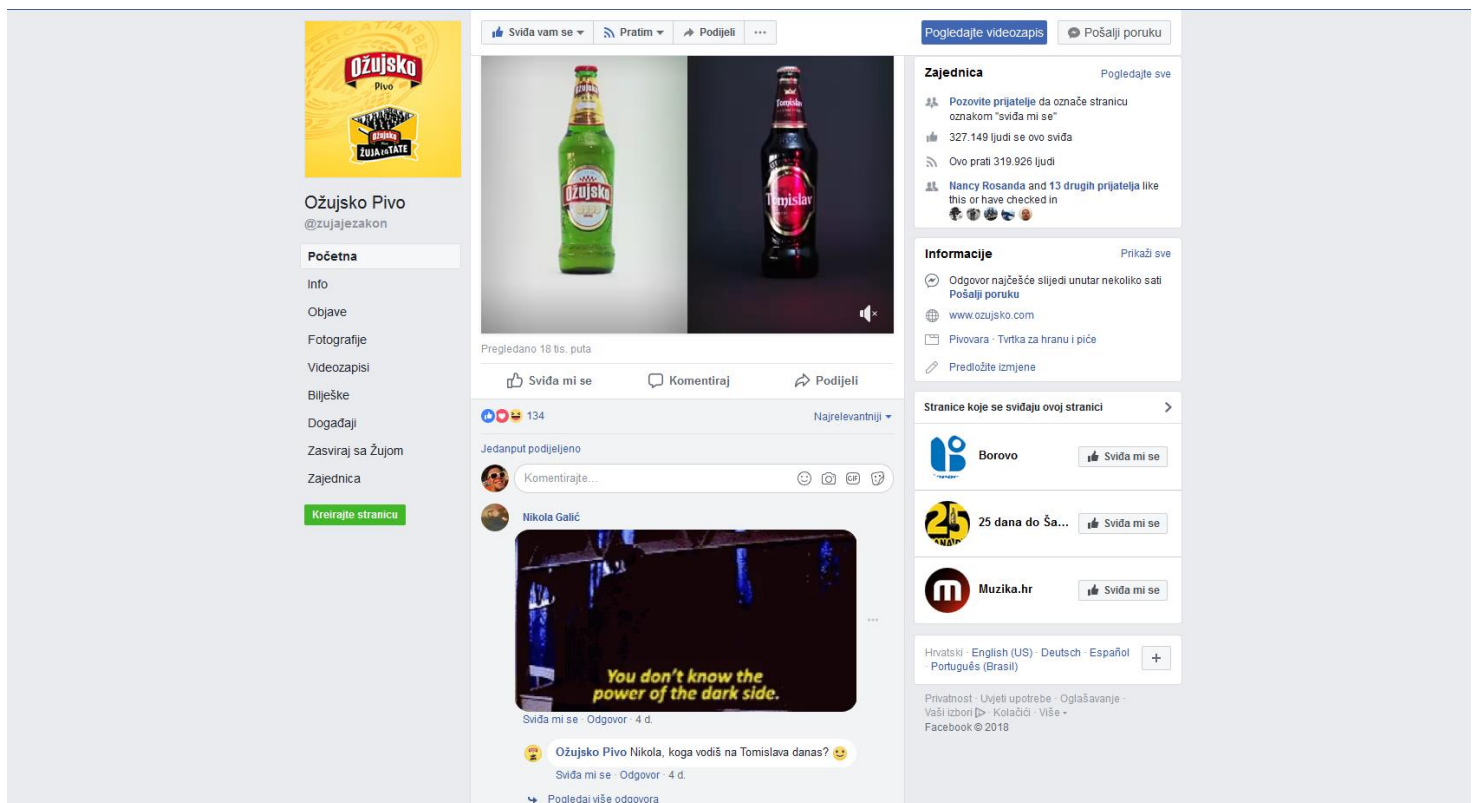 CROATIAN BE
Ožujsko
Pivo
Ožujsko
ŽUJA za TATE
Ožujsko Pivo
@zujajezakon
Početna
Info
Objave
Fotografije
Videozapisi
Bilješke
Događaji
Zasviraj sa Žujom
Zajednica
Kreirajte stranicu
Sviđa vam se
Pratim
Podijeli
...
Pogledajte videozapis
Pošalji poruku
Ožujsko
Tomislav
Ožujsko
Tomislav
Pregledano 18 tis. puta
Sviđa mi se
Komentiraj
Podijeli
134
Najrelevantniji
Jedanput podijeljeno
Komentirajte...
GIF
Nikola Galić
You don't know the
power of the dark side.
Sviđa mi se · Odgovor · 4 d.
Ožujsko Pivo Nikola, koga vodiš na Tomislava danas?
Sviđa mi se · Odgovor · 4 d.
Pogledaj više odgovora
Zajednica
Pogledajte sve
Pozovite prijatelje da označe stranicu
oznakom "sviđa mi se"
327.149 ljudi se ovo sviđa
Ovo prati 319.926 ljudi
Nancy Rosanda and 13 drugih prijatelja like
this or have checked in
Informacije
Prikaži sve
Odgovor najčešće slijedi unutar nekoliko sati
Pošalji poruku
www.ozujsko.com
Pivovara · Tvrtka za hranu i piće
Predložite izmjene
Stranice koje se sviđaju ovoj stranici
Borovo
Sviđa mi se
25 dana do Ša...
Sviđa mi se
Muzika.hr
Sviđa mi se
Hrvatski · English (US) · Deutsch · Español
· Português (Brasil)
+
Privatnost · Uvjeti upotrebe · Oglašavanje ·
Vaši izbori · Kolačići · Više
Facebook © 2018